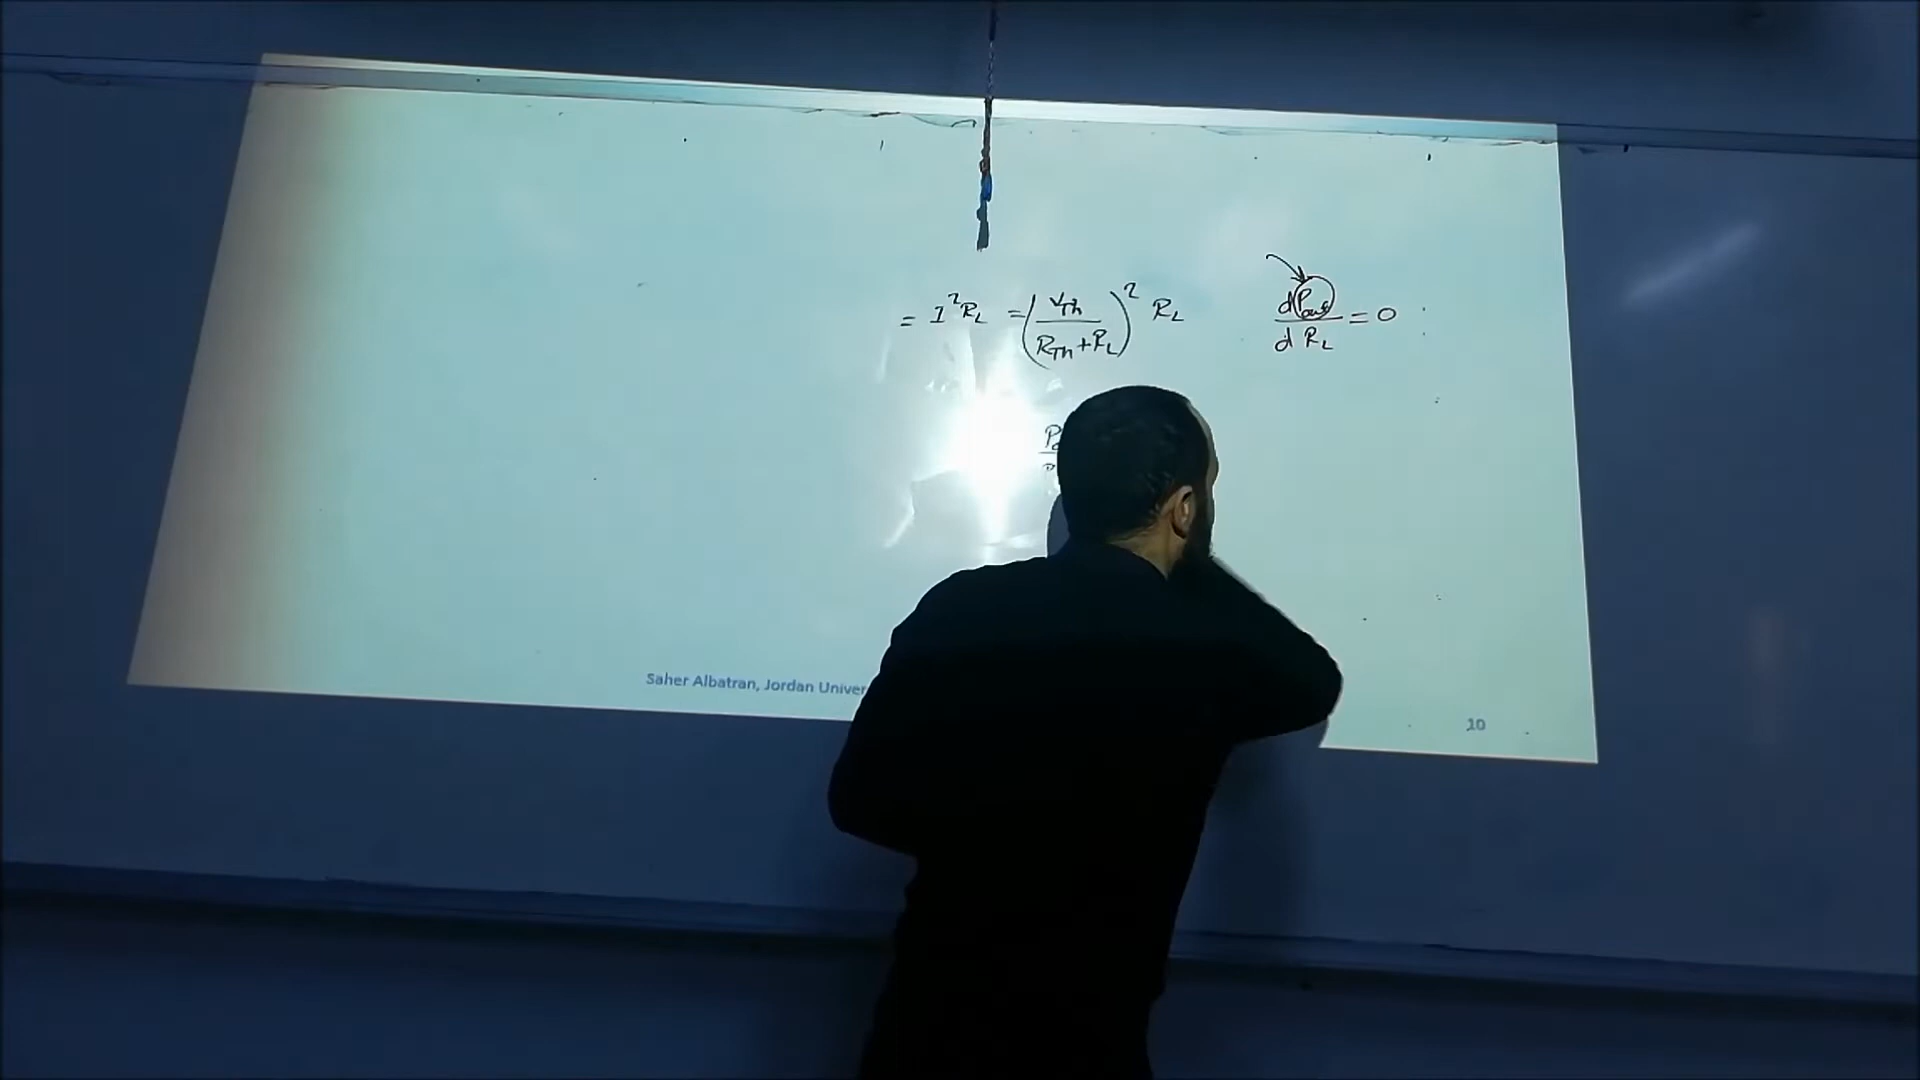 = I²R_L = (V_Th / (R_Th + R_L))² R_L
dP_out / dR_L = 0
Saher Albatran, Jordan Univer
10